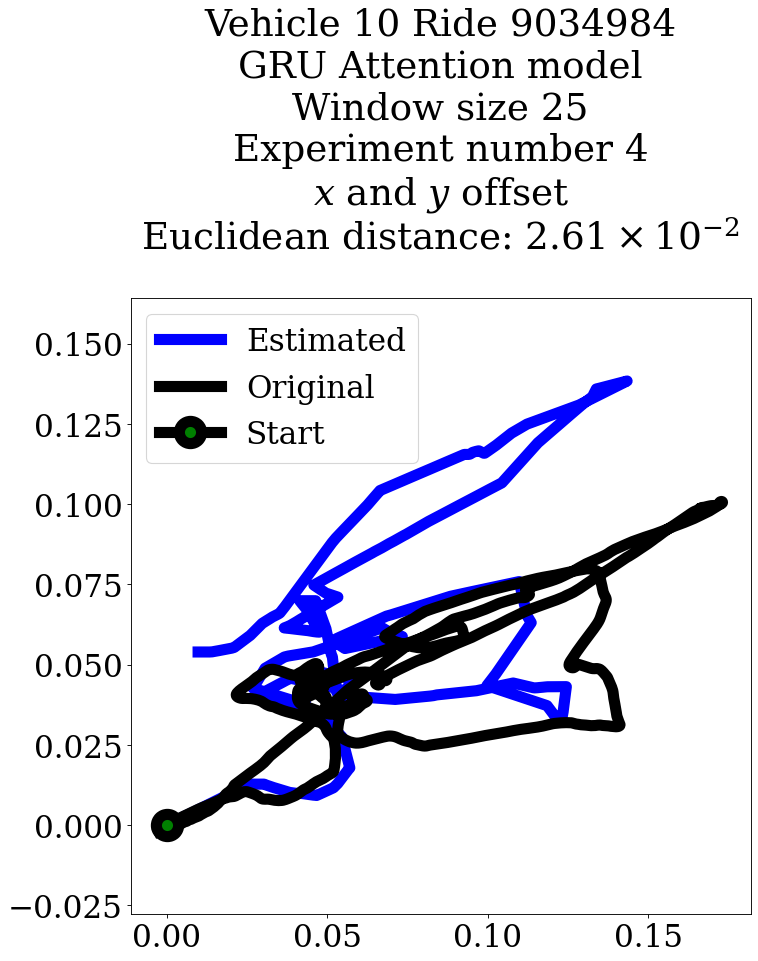 Vehicle 10 Ride 9034984
GRU Attention model
Window size 25
Experiment number 4
x and y offset
Euclidean distance: 2.61 × 10⁻²
Estimated
Original
Start
0.150
0.125
0.100
0.075
0.050
0.025
0.000
−0.025
0.00 0.05 0.10 0.15